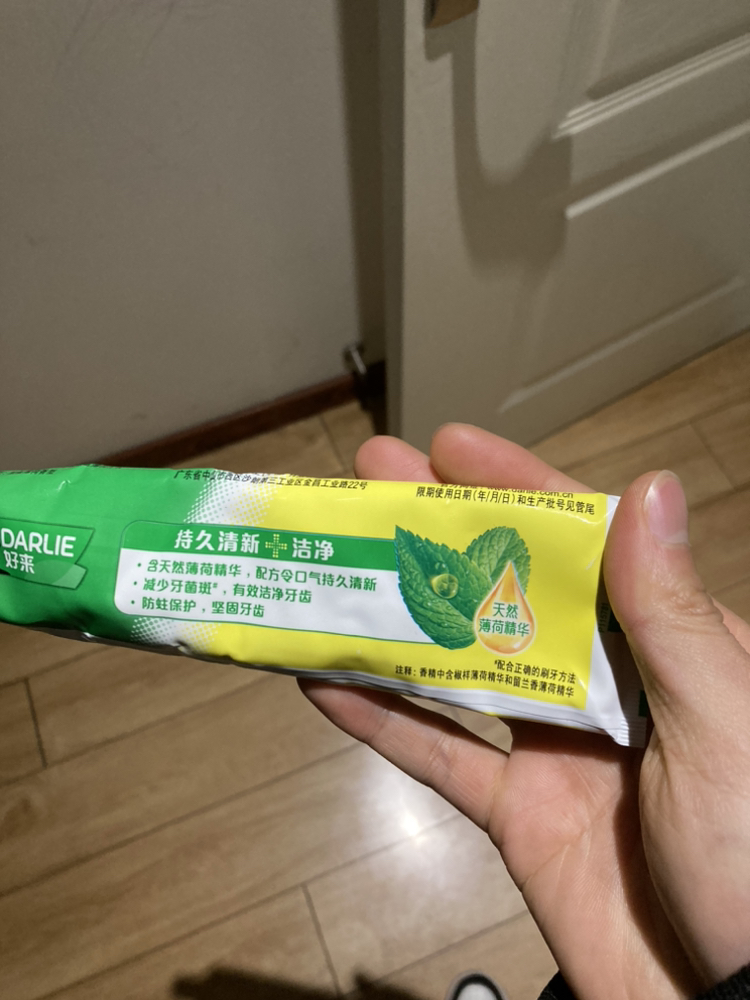 广东省中山市西区沙朗第三工业区金昌工业路22号
www.darlie.com.cn
限期使用日期(年/月/日)和生产批号见管尾
DARLIE
好来
持久清新+洁净
·含天然薄荷精华,配方令口气持久清新
·减少牙菌斑#,有效洁净牙齿
·防蛀保护,坚固牙齿
天然
薄荷精华
#配合正确的刷牙方法
註释:香精中含椒样薄荷精华和留兰香薄荷精华